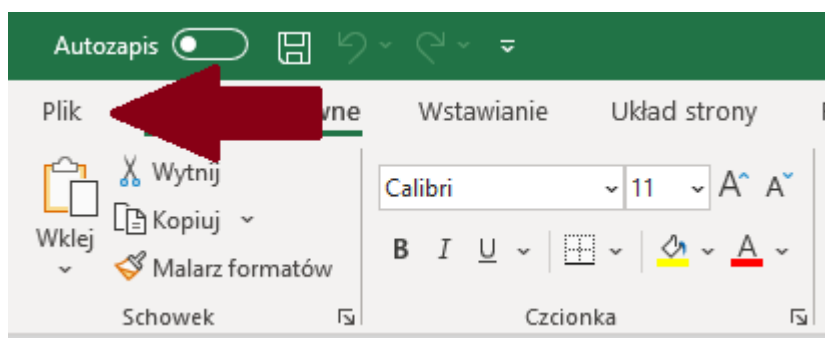 Autozapis
Plik wne Wstawianie Układ strony
Wytnij
Calibri 11 A A
Kopiuj
Wklej
B I U A
Malarz formatów
Schowek Czcionka